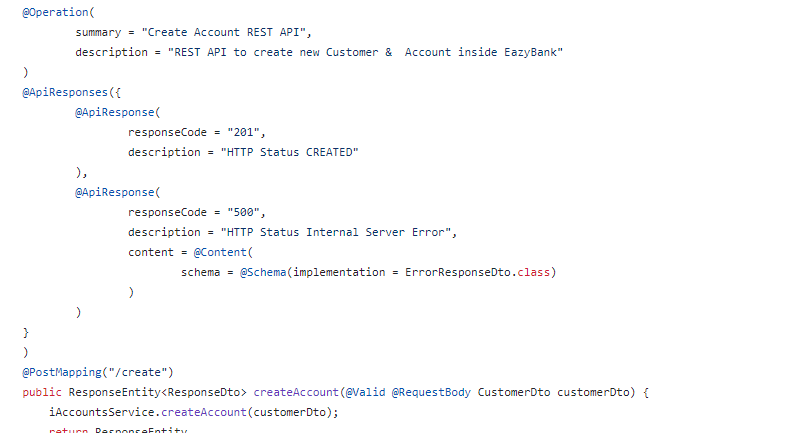 @Operation(
        summary = "Create Account REST API",
        description = "REST API to create new Customer &  Account inside EazyBank"
)
@ApiResponses({
        @ApiResponse(
                responseCode = "201",
                description = "HTTP Status CREATED"
        ),
        @ApiResponse(
                responseCode = "500",
                description = "HTTP Status Internal Server Error",
                content = @Content(
                        schema = @Schema(implementation = ErrorResponseDto.class)
                )
        )
}
)
@PostMapping("/create")
public ResponseEntity<ResponseDto> createAccount(@Valid @RequestBody CustomerDto customerDto) {
    iAccountsService.createAccount(customerDto);
    return ResponseEntity